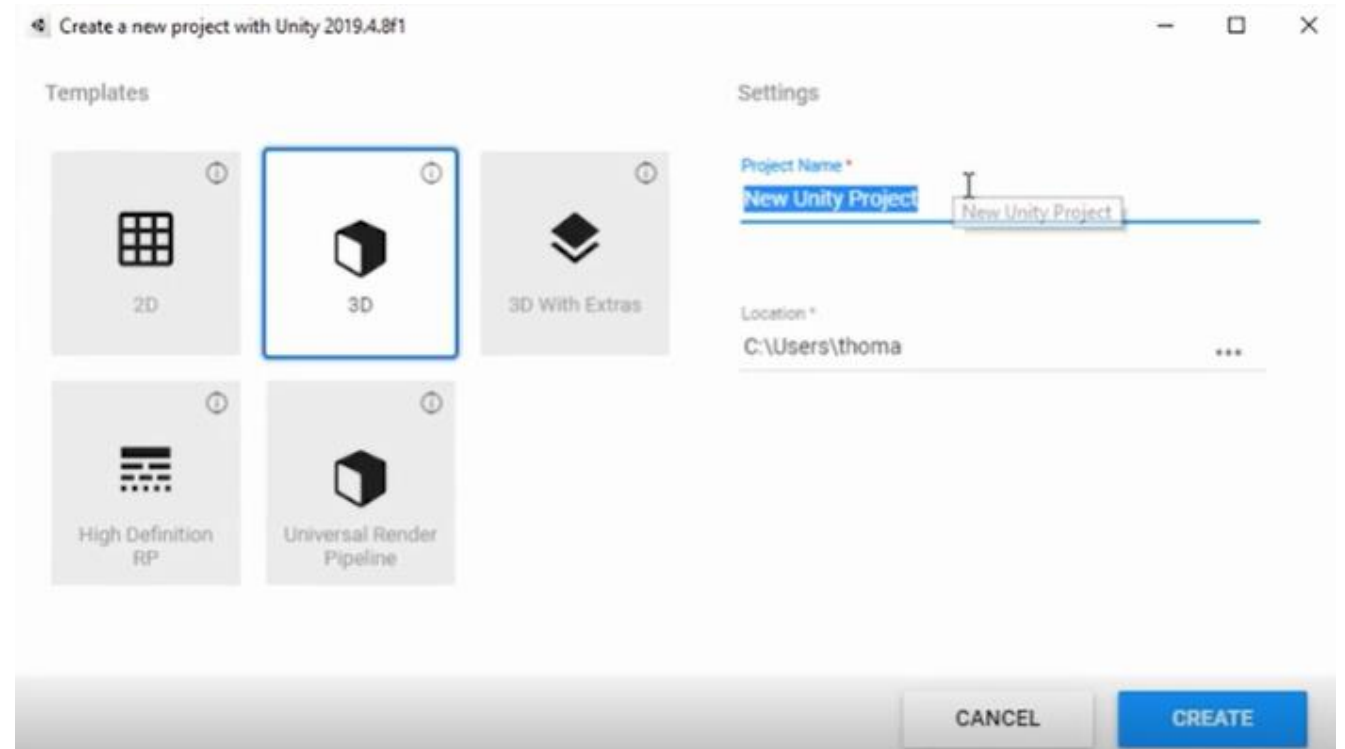 Create a new project with Unity 2019.4.8f1
Templates
Settings
2D
3D
3D With Extras
High Definition
RP
Universal Render
Pipeline
Project Name *
New Unity Project
New Unity Project
Location *
C:\Users\thoma
CANCEL
CREATE